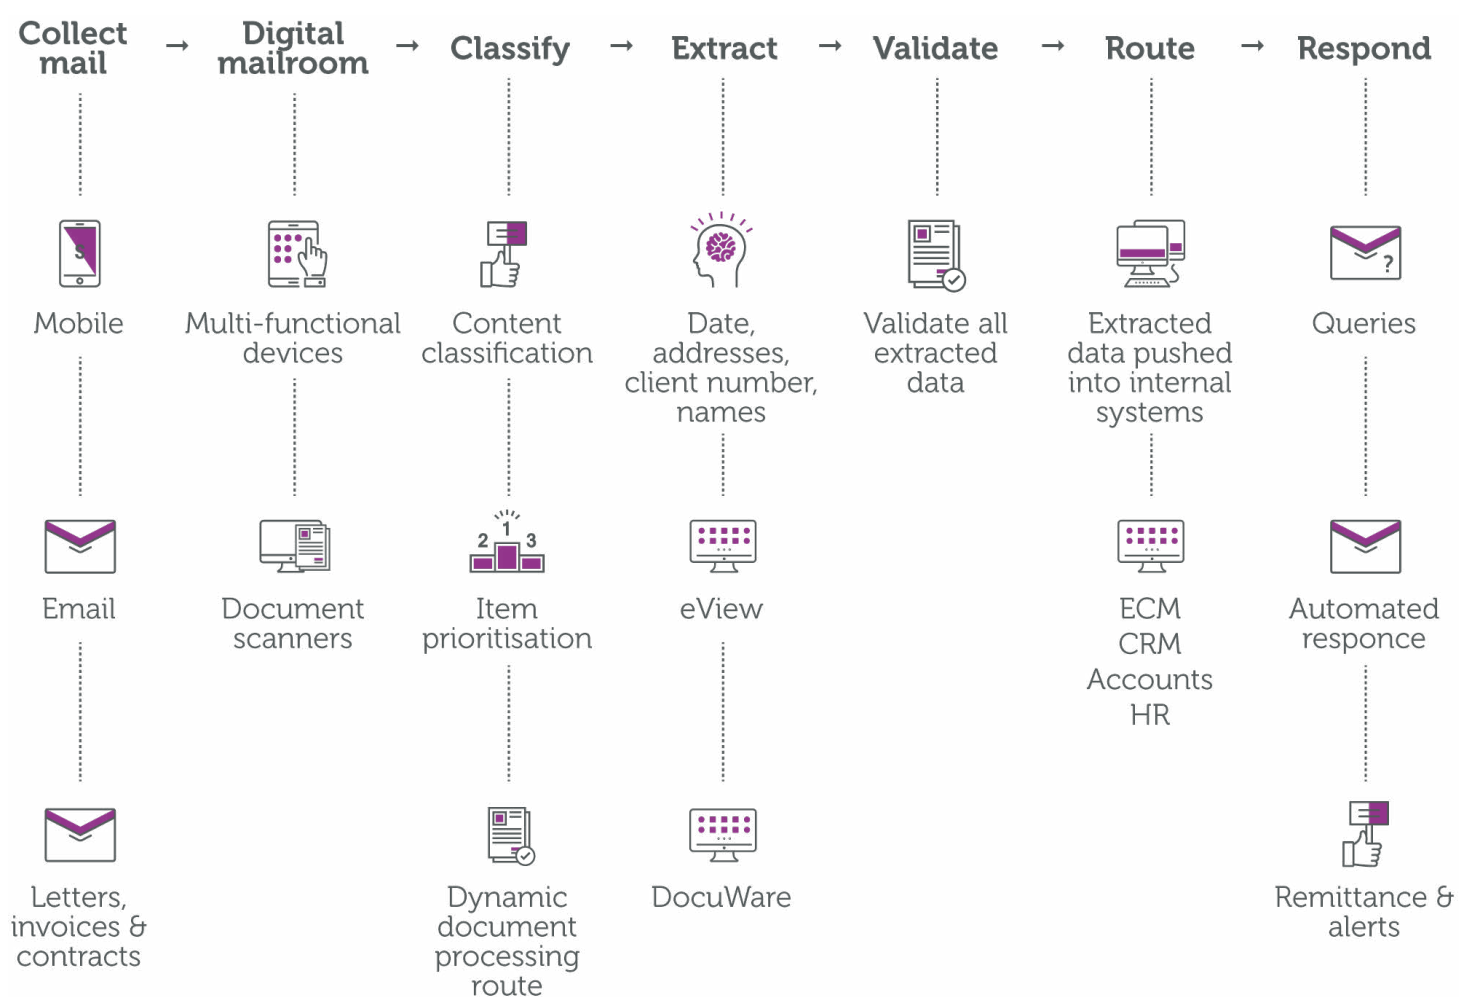 Collect
mail
→
Digital
mailroom
→
Classify
→
Extract
→
Validate
→
Route
→
Respond
Mobile
Email
Letters,
invoices &
contracts
Multi-functional
devices
Document
scanners
Content
classification
2 1 3
Item
prioritisation
Dynamic
document
processing
route
Date,
addresses,
client number,
names
eView
DocuWare
Validate all
extracted
data
Extracted
data pushed
into internal
systems
ECM
CRM
Accounts
HR
?
Queries
Automated
responce
Remittance &
alerts